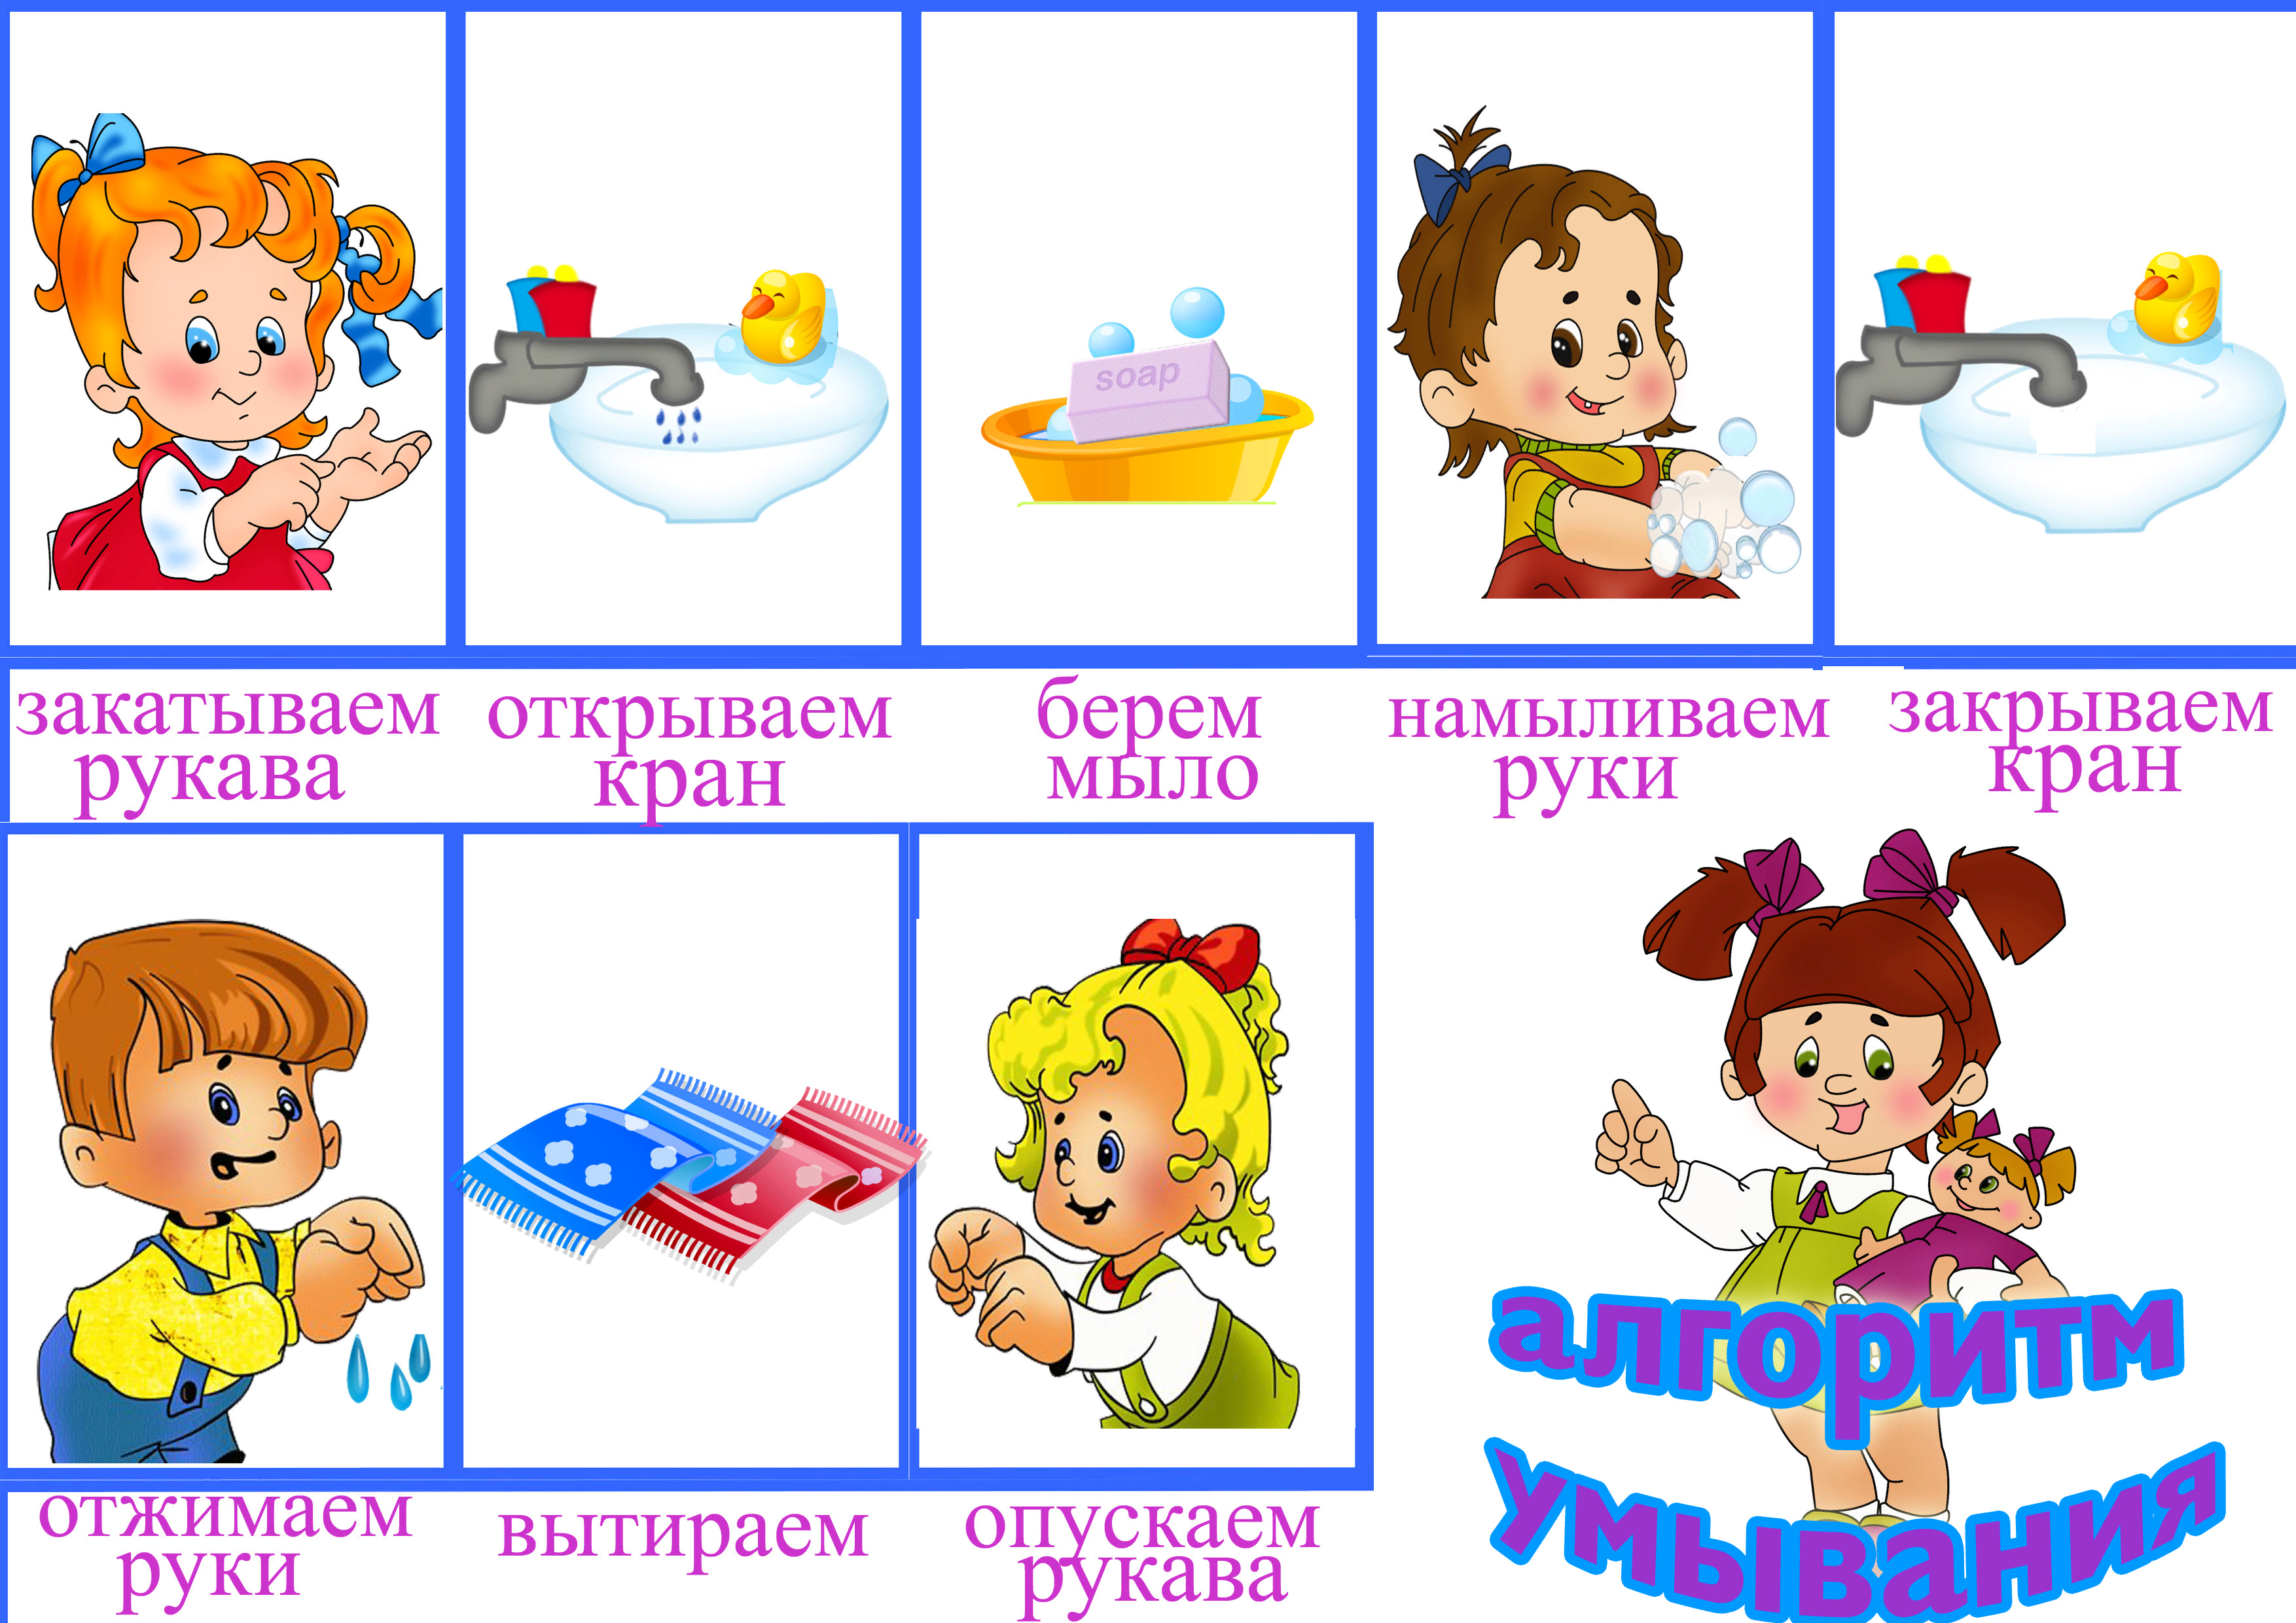 soap
закатываем
рукава
открываем
кран
берем
мыло
намыливаем
руки
закрываем
кран
отжимаем
руки
вытираем
опускаем
рукава
алгоритм
умывания